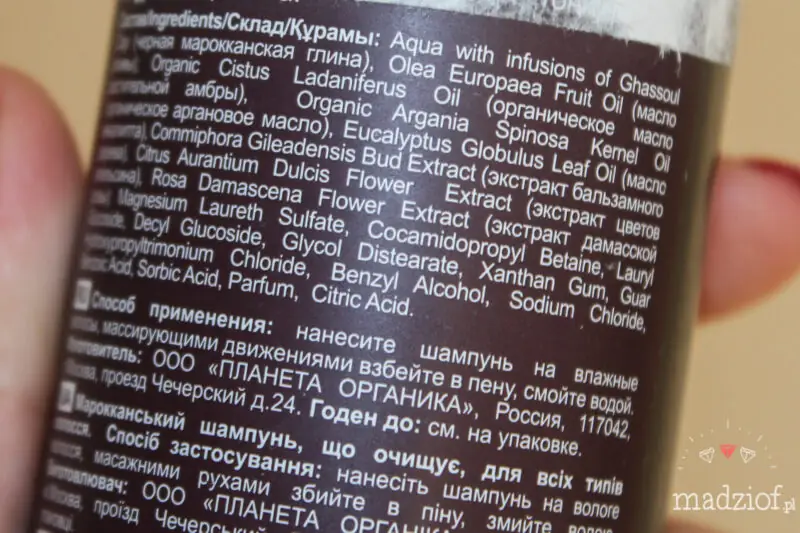 Ingredients/Склад/Құрамы: Aqua with infusions of Ghassoul
(черная марокканская глина), Olea Europaea Fruit Oil (масло
Organic Cistus Ladaniferus Oil (органическое масло
амбры), Organic Argania Spinosa Kernel Oil
аргановое масло), Eucalyptus Globulus Leaf Oil (масло
Commiphora Gileadensis Bud Extract (экстракт бальзамного
Citrus Aurantium Dulcis Flower Extract (экстракт цветов
Rosa Damascena Flower Extract (экстракт дамасской
Magnesium Laureth Sulfate, Cocamidopropyl Betaine, Lauryl
Decyl Glucoside, Glycol Distearate, Xanthan Gum, Guar
Chloride, Benzyl Alcohol, Sodium Chloride,
Acid, Sorbic Acid, Parfum, Citric Acid.
Способ применения: нанесите шампунь на влажные
массирующими движениями взбейте в пену, смойте водой.
ООО «ПЛАНЕТА ОРГАНИКА», Россия, 117042,
проезд Чечерский д.24. Годен до: см. на упаковке.
Марокканський шампунь, що очищує, для всіх типів
Спосіб застосування: нанесіть шампунь на вологе
масажними рухами збийте в піну, змийте
ООО «ПЛАНЕТА
проїзд
madziof.pl